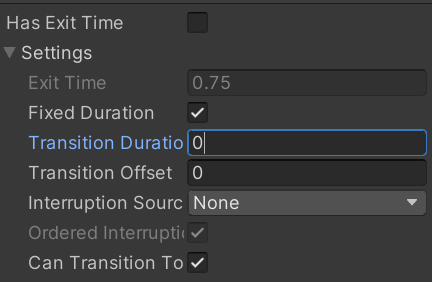 Has Exit Time
Settings
Exit Time 0.75
Fixed Duration
Transition Duratio 0
Transition Offset 0
Interruption Sourc None
Ordered Interrupti
Can Transition To